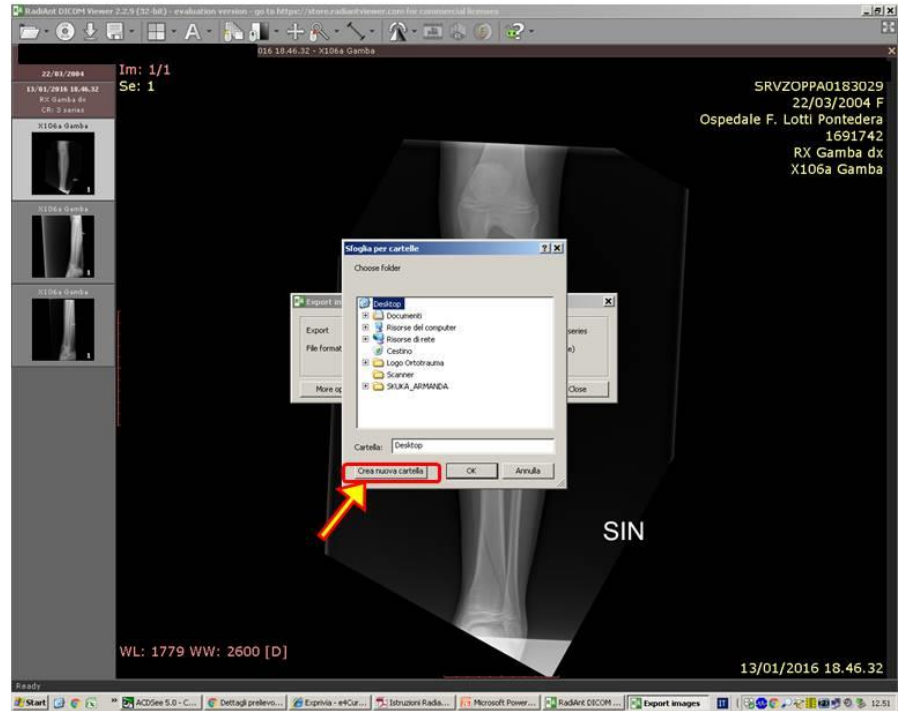 RadiAnt DICOM Viewer 2.2.9 (32-bit) - evaluation version - go to https://store.radiantviewer.com for commercial licenses
016 18.46.32 - X106a Gamba
22/03/2004
13/01/2016 18.46.32
RX Gamba dx
CR: 3 series
X106a Gamba
1
X106a Gamba
1
X106a Gamba
1
Im: 1/1
Se: 1
SRVZOPPA0183029
22/03/2004 F
Ospedale F. Lotti Pontedera
1691742
RX Gamba dx
X106a Gamba
Sfoglia per cartelle
Choose folder
Desktop
Documenti
Risorse del computer
Risorse di rete
Cestino
Logo Ortotrauma
Scanner
SKUKA_ARMANDA
Cartella: Desktop
Crea nuova cartella OK Annulla
Export im
Export series
File format e)
More op Close
SIN
WL: 1779 WW: 2600 [D]
13/01/2016 18.46.32
Ready
Start ACDSee 5.0 - C... Dettagli prelievo... Exprivia - e4Cur... Istruzioni Radia... Microsoft Power... RadiAnt DICOM ... Export images 12.51